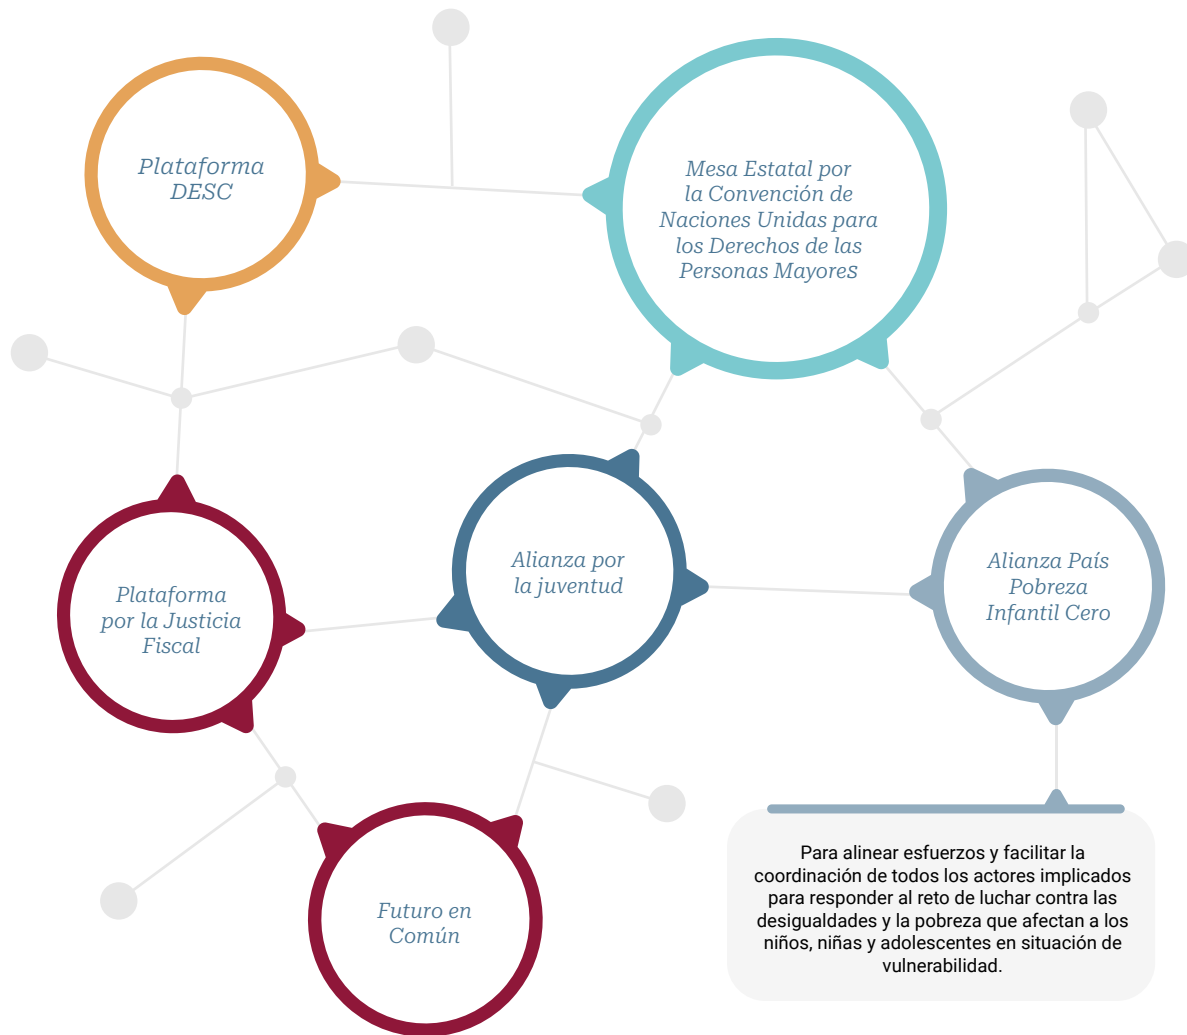 Plataforma
DESC
Mesa Estatal por
la Convención de
Naciones Unidas para
los Derechos de las
Personas Mayores
Plataforma
por la Justicia
Fiscal
Alianza por
la juventud
Alianza País
Pobreza
Infantil Cero
Futuro en
Común
Para alinear esfuerzos y facilitar la
coordinación de todos los actores implicados
para responder al reto de luchar contra las
desigualdades y la pobreza que afectan a los
niños, niñas y adolescentes en situación de
vulnerabilidad.